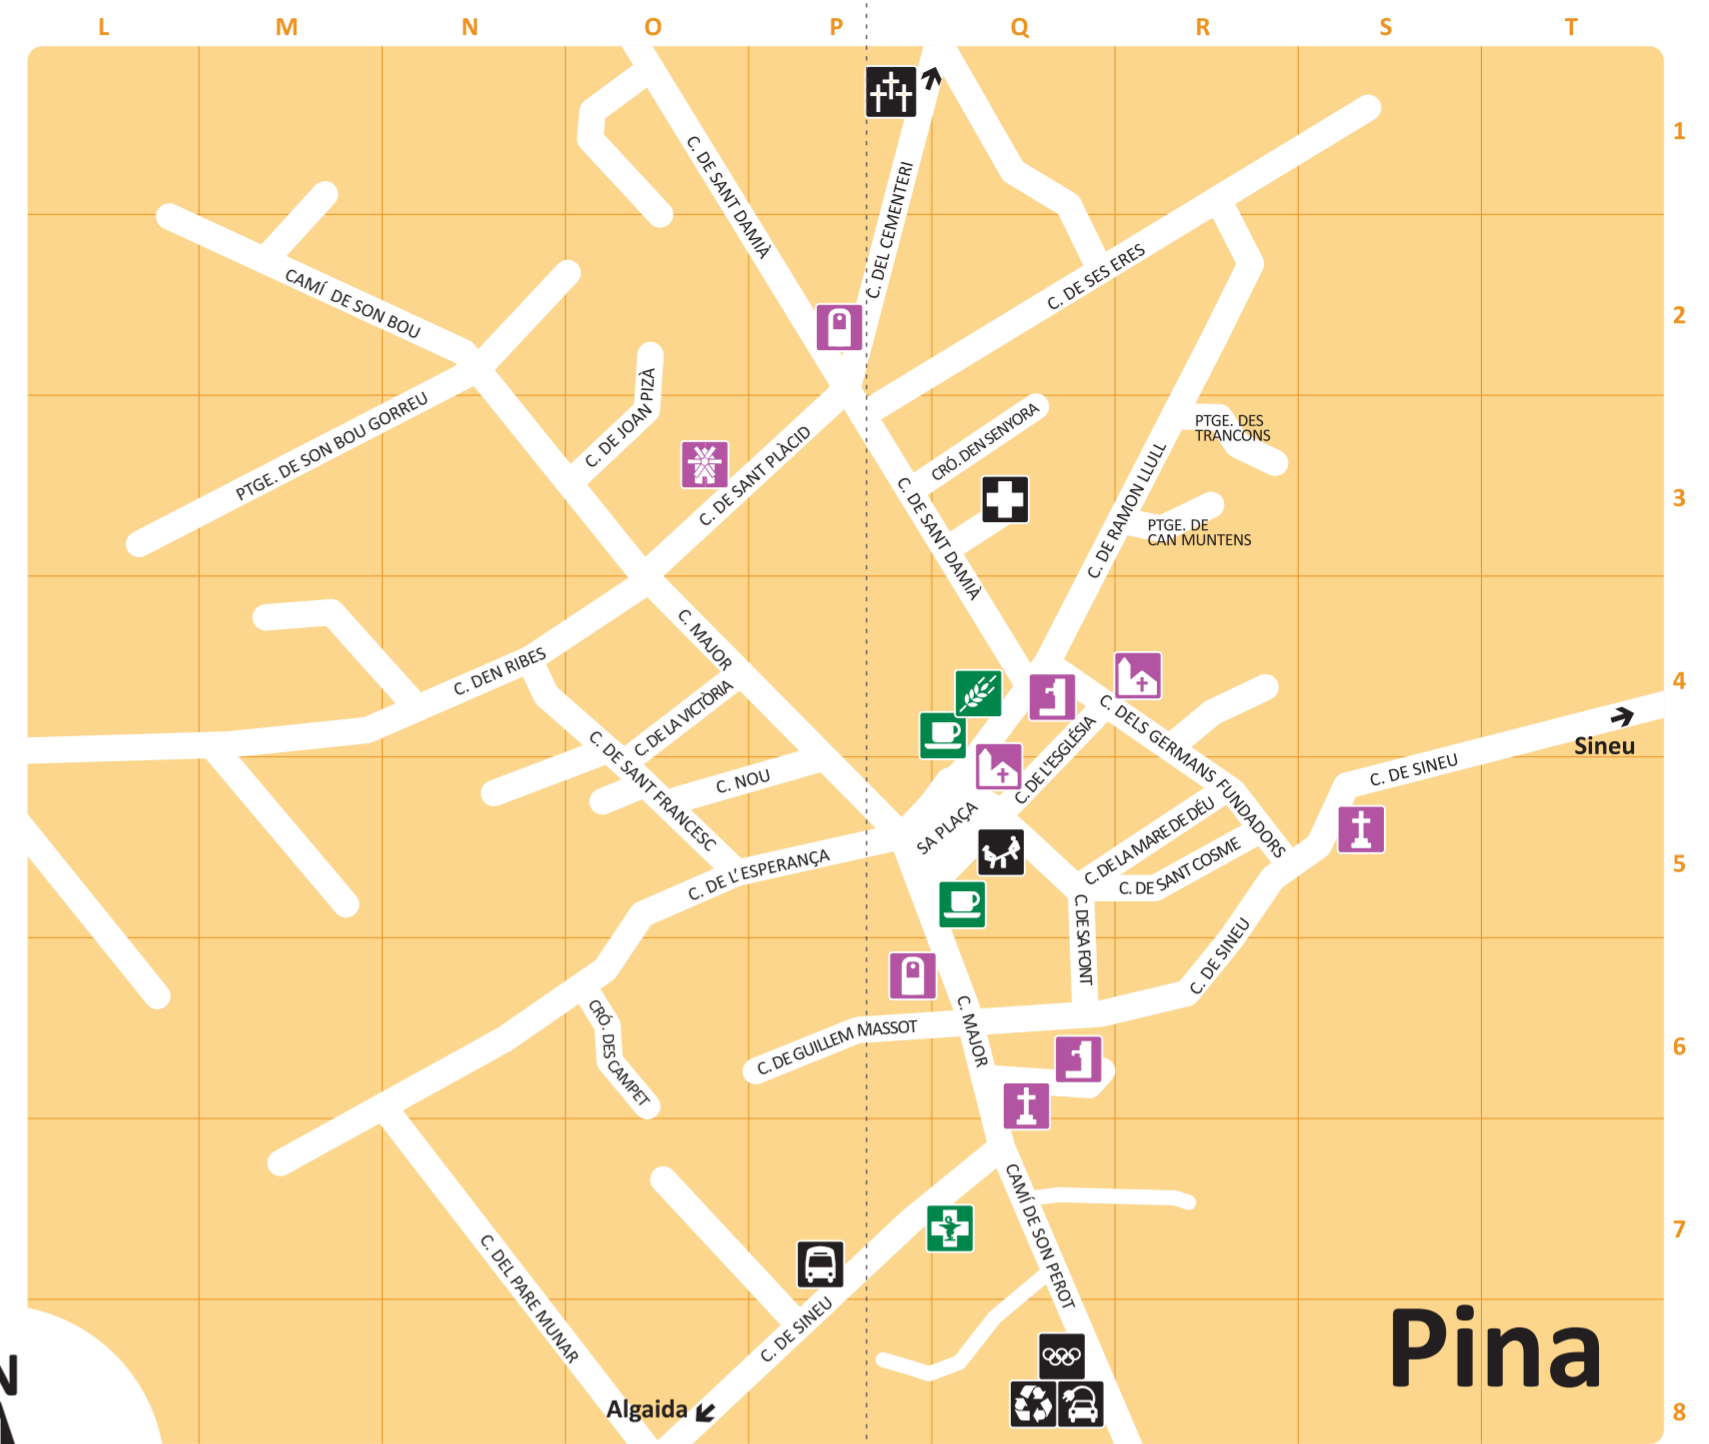 L M N O P Q R S T
1
C. DE SANT DAMIÀ
C. DEL CEMENTERI
C. DE SES ERES
CAMÍ DE SON BOU
2
C. DE JOAN PIZÀ
PTGE. DE SON BOU GORREU
C. DE SANT PLÀCID
CRÓ. DEN SENYORA
PTGE. DES
TRANCONS
C. DE SANT DAMIÀ
C. DE RAMON LLULL
3
PTGE. DE
CAN MUNTENS
C. MAJOR
C. DEN RIBES
C. DE LA VICTÒRIA
4
C. DELS GERMANS FUNDADORS
C. DE L'ESGLÉSIA
Sineu
C. DE SINEU
C. DE SANT FRANCESC
C. NOU
SA PLAÇA
C. DE LA MARE DE DÉU
C. DE SANT COSME
C. DE L'ESPERANÇA
5
C. DE SA FONT
C. DE SINEU
CRÓ. DES CAMPET
C. MAJOR
C. DE GUILLEM MASSOT
6
CAMÍ DE SON PEROT
7
C. DEL PARE MUNAR
C. DE SINEU
Pina
N
Algaida
8